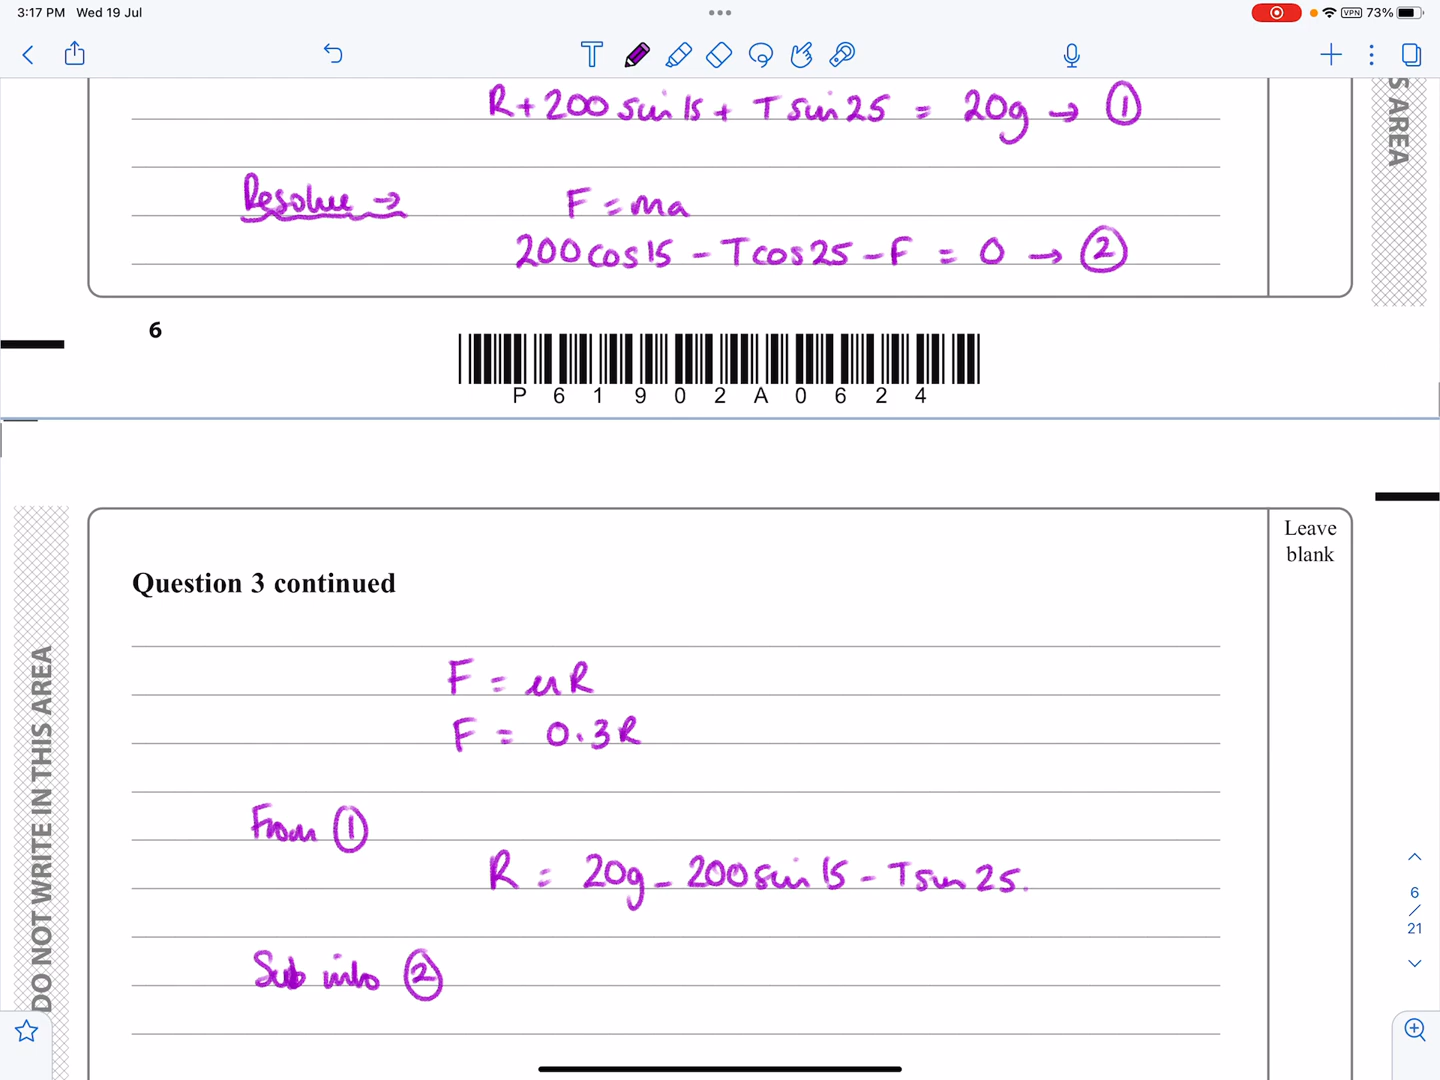 3:17 PM Wed 19 Jul
VPN 73%
T
R + 200 sin 15 + T sin 25 = 20g → ①
S AREA
Resolve →
F = ma
200 cos 15 - T cos 25 - F = 0 → ②
6
P 6 1 9 0 2 A 0 6 2 4
Leave
blank
Question 3 continued
DO NOT WRITE IN THIS AREA
F = μR
F = 0.3R
From ①
R = 20g - 200 sin 15 - T sin 25.
Sub into ②
6
/
21